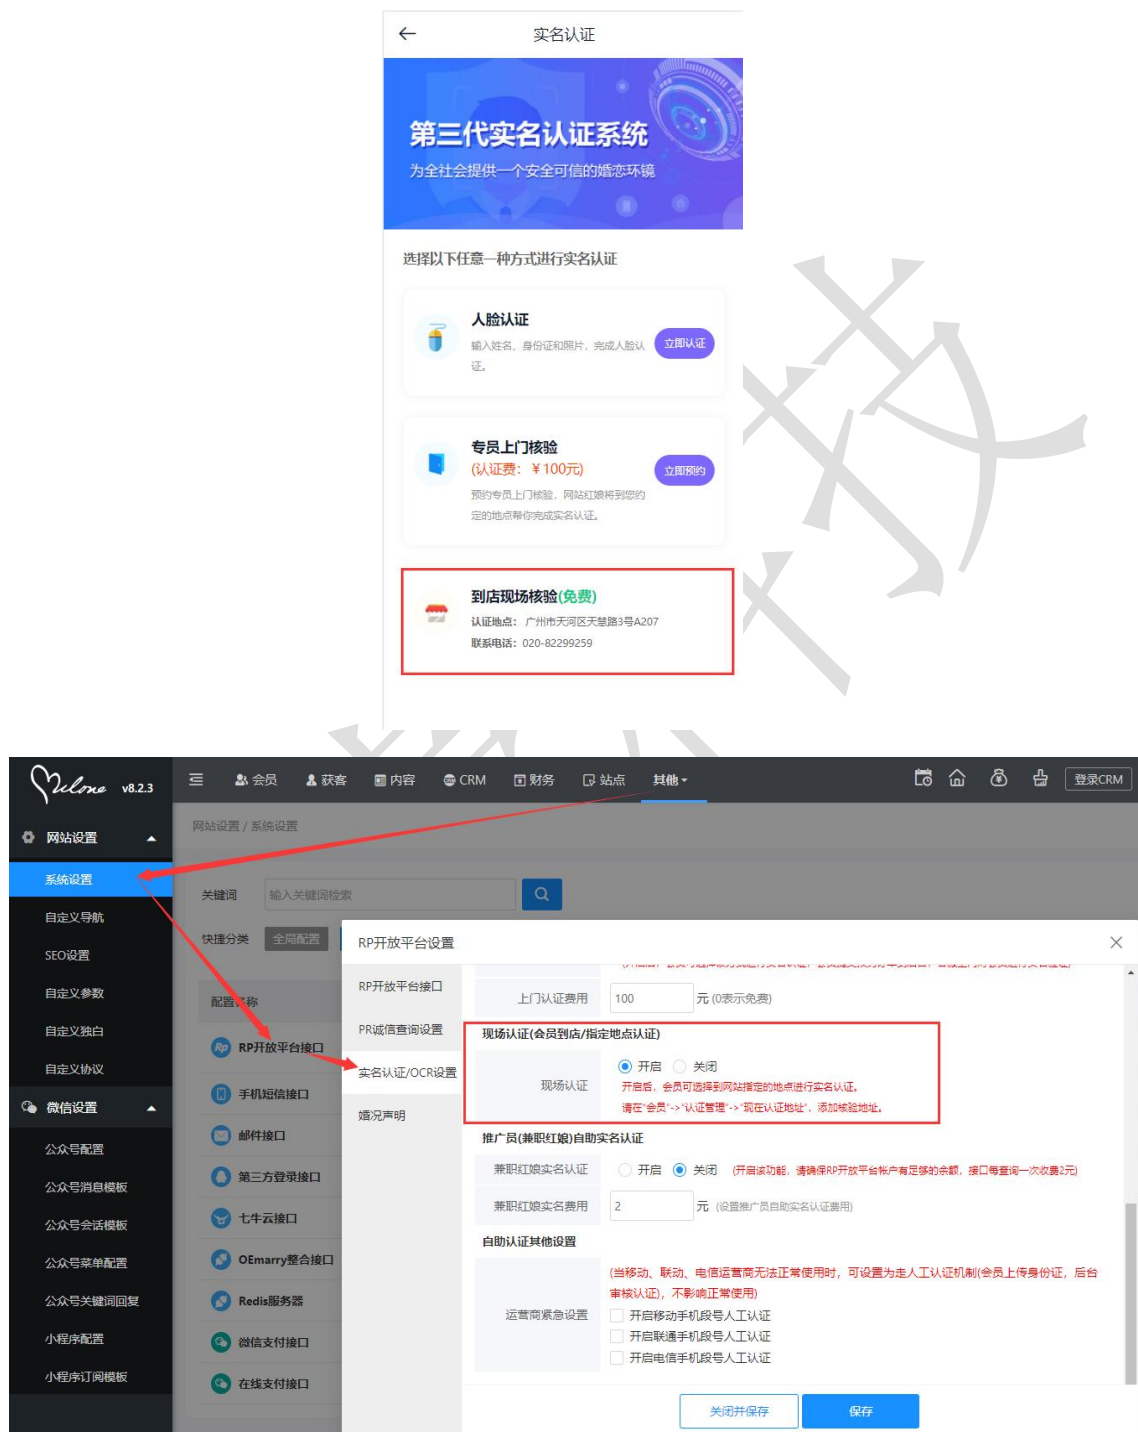 实名认证
第三代实名认证系统
为全社会提供一个安全可信的婚恋环镜
选择以下任意一种方式进行实名认证
人脸认证
输入姓名、身份证和照片，完成人脸认
证。
立即认证
专员上门核验
(认证费：￥100元)
预约专员上门核验，网站红娘将到您约
定的地点帮你完成实名认证。
立即预约
到店现场核验(免费)
认证地点： 广州市天河区天慧路3号A207
联系电话：020-82299259
Milone v8.2.3
会员 获客 内容 CRM 财务 站点 其他
登录CRM
网站设置
系统设置
自定义导航
SEO设置
自定义参数
自定义独白
自定义协议
微信设置
公众号配置
公众号消息模板
公众号会话模板
公众号菜单配置
公众号关键词回复
小程序配置
小程序订阅模板
网站设置 / 系统设置
关键词 输入关键词检索
快捷分类 全局配置
配置名称
RP开放平台接口
手机短信接口
邮件接口
第三方登录接口
七牛云接口
OEmarry整合接口
Redis服务器
微信支付接口
在线支付接口
RP开放平台设置
RP开放平台接口
PR诚信查询设置
实名认证/OCR设置
婚况声明
上门认证费用 100 元 (0表示免费)
现场认证(会员到店/指定地点认证)
现场认证 开启 关闭
开启后，会员可选择到网站指定的地点进行实名认证。
请在"会员"->"认证管理"->"现在认证地址"，添加核验地址。
推广员(兼职红娘)自助实名认证
兼职红娘实名认证 开启 关闭 (开启该功能，请确保RP开放平台帐户有足够的余额，接口每查询一次收费2元)
兼职红娘实名费用 2 元 (设置推广员自助实名认证费用)
自助认证其他设置
运营商紧急设置
(当移动、联动、电信运营商无法正常使用时，可设置为走人工认证机制(会员上传身份证，后台
审核认证)，不影响正常使用)
开启移动手机段号人工认证
开启联通手机段号人工认证
开启电信手机段号人工认证
关闭并保存
保存